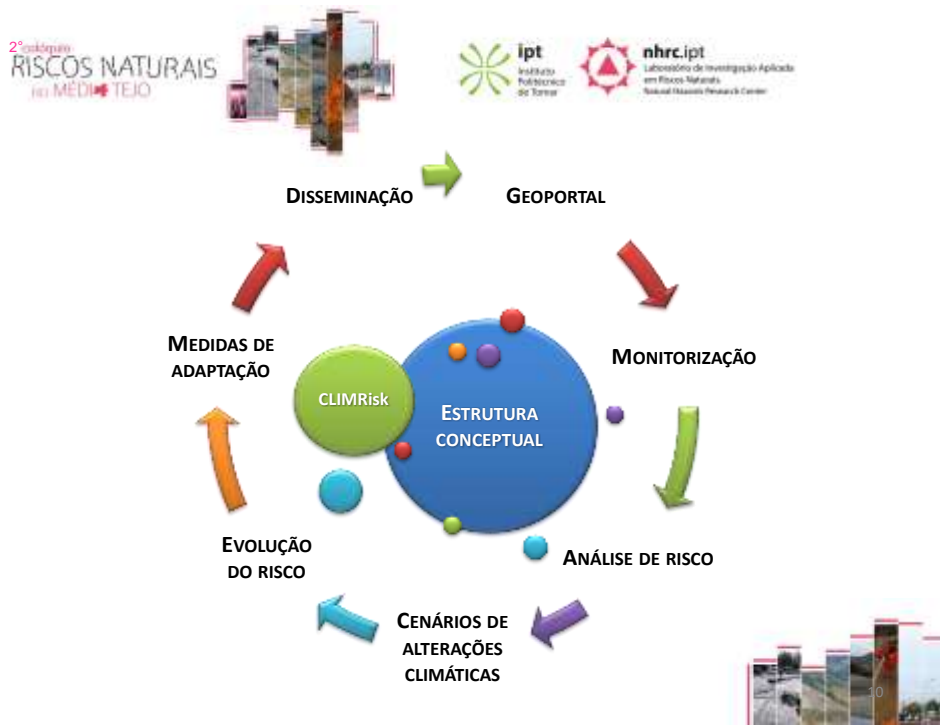 2º colóquio
RISCOS NATURAIS
no MÉDIO TEJO
ipt
Instituto
Politécnico
de Tomar
nhrc.ipt
Laboratório de Investigação Aplicada
em Riscos Naturais
Natural Hazards Research Center
DISSEMINAÇÃO
GEOPORTAL
MEDIDAS DE
ADAPTAÇÃO
MONITORIZAÇÃO
CLIMRisk
ESTRUTURA
CONCEPTUAL
EVOLUÇÃO
DO RISCO
ANÁLISE DE RISCO
CENÁRIOS DE
ALTERAÇÕES
CLIMÁTICAS
10